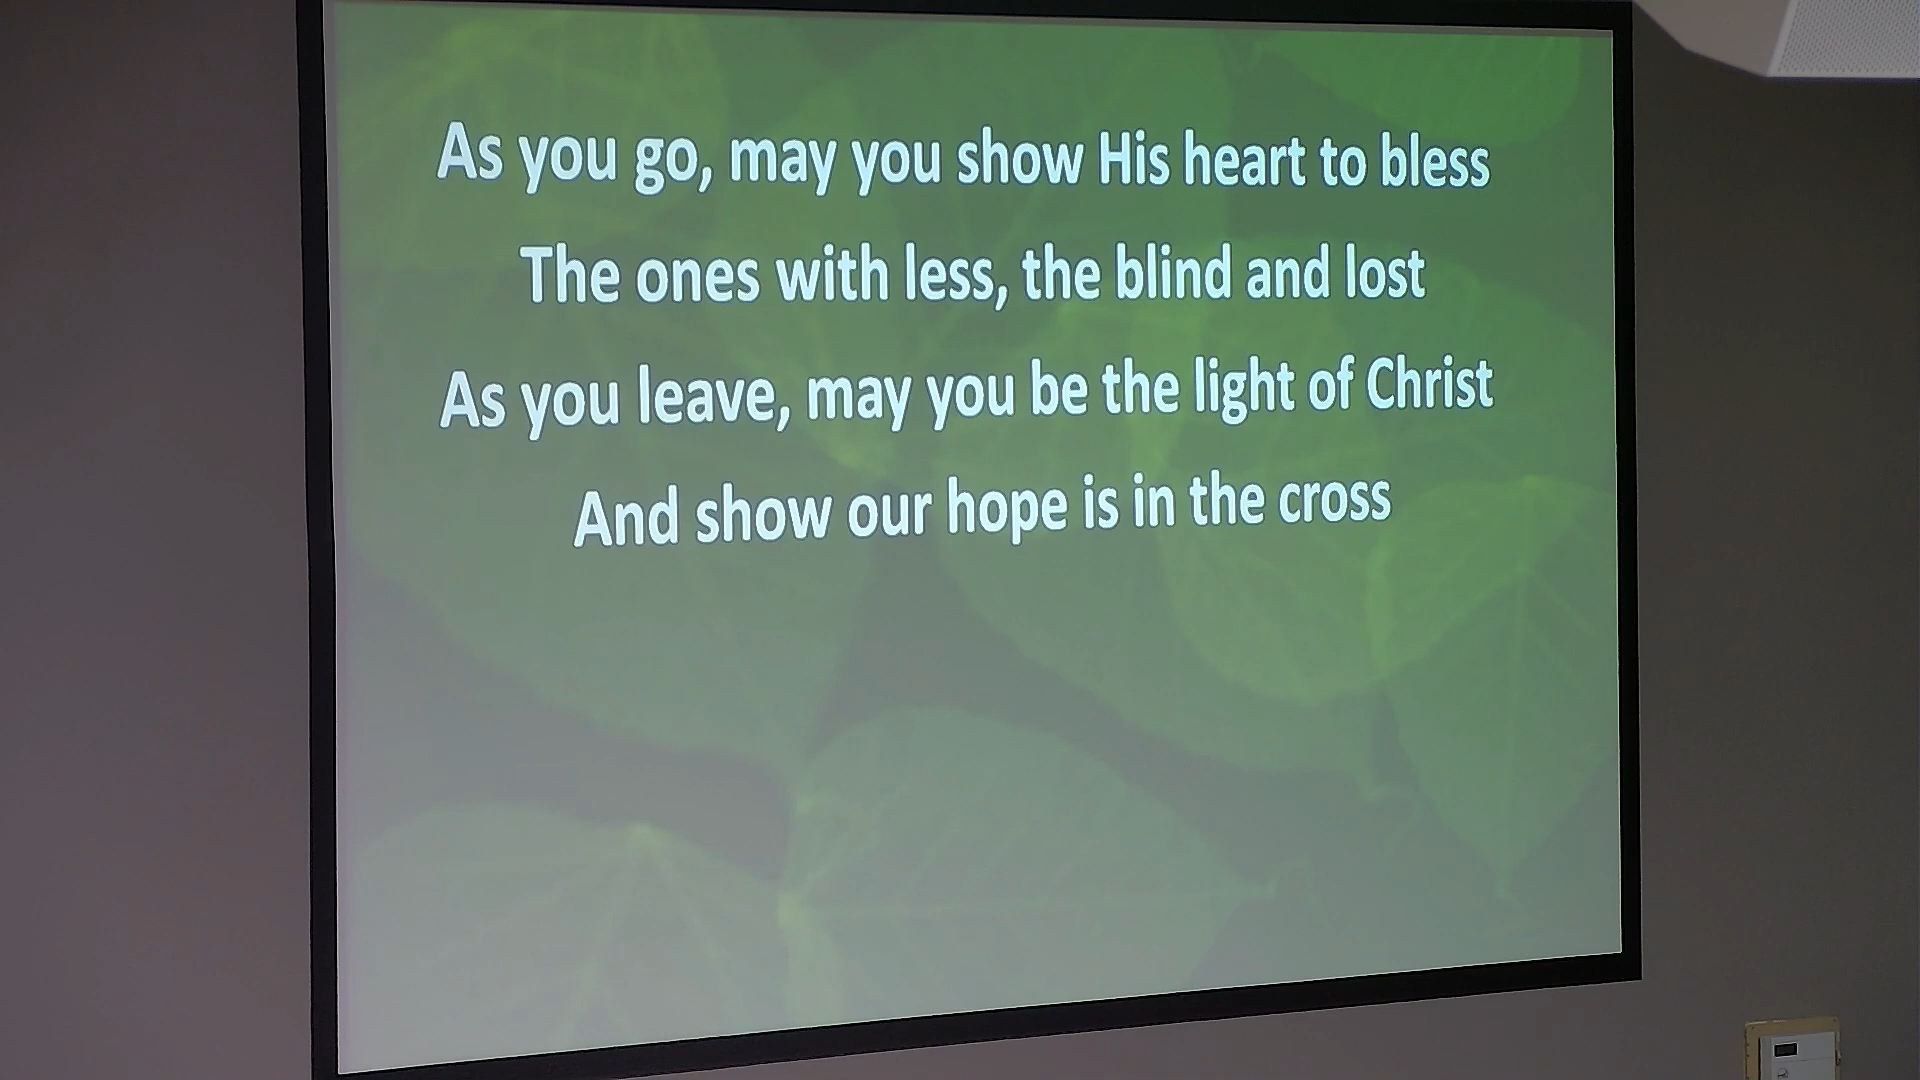 As you go, may you show His heart to bless
The ones with less, the blind and lost
As you leave, may you be the light of Christ
And show our hope is in the cross